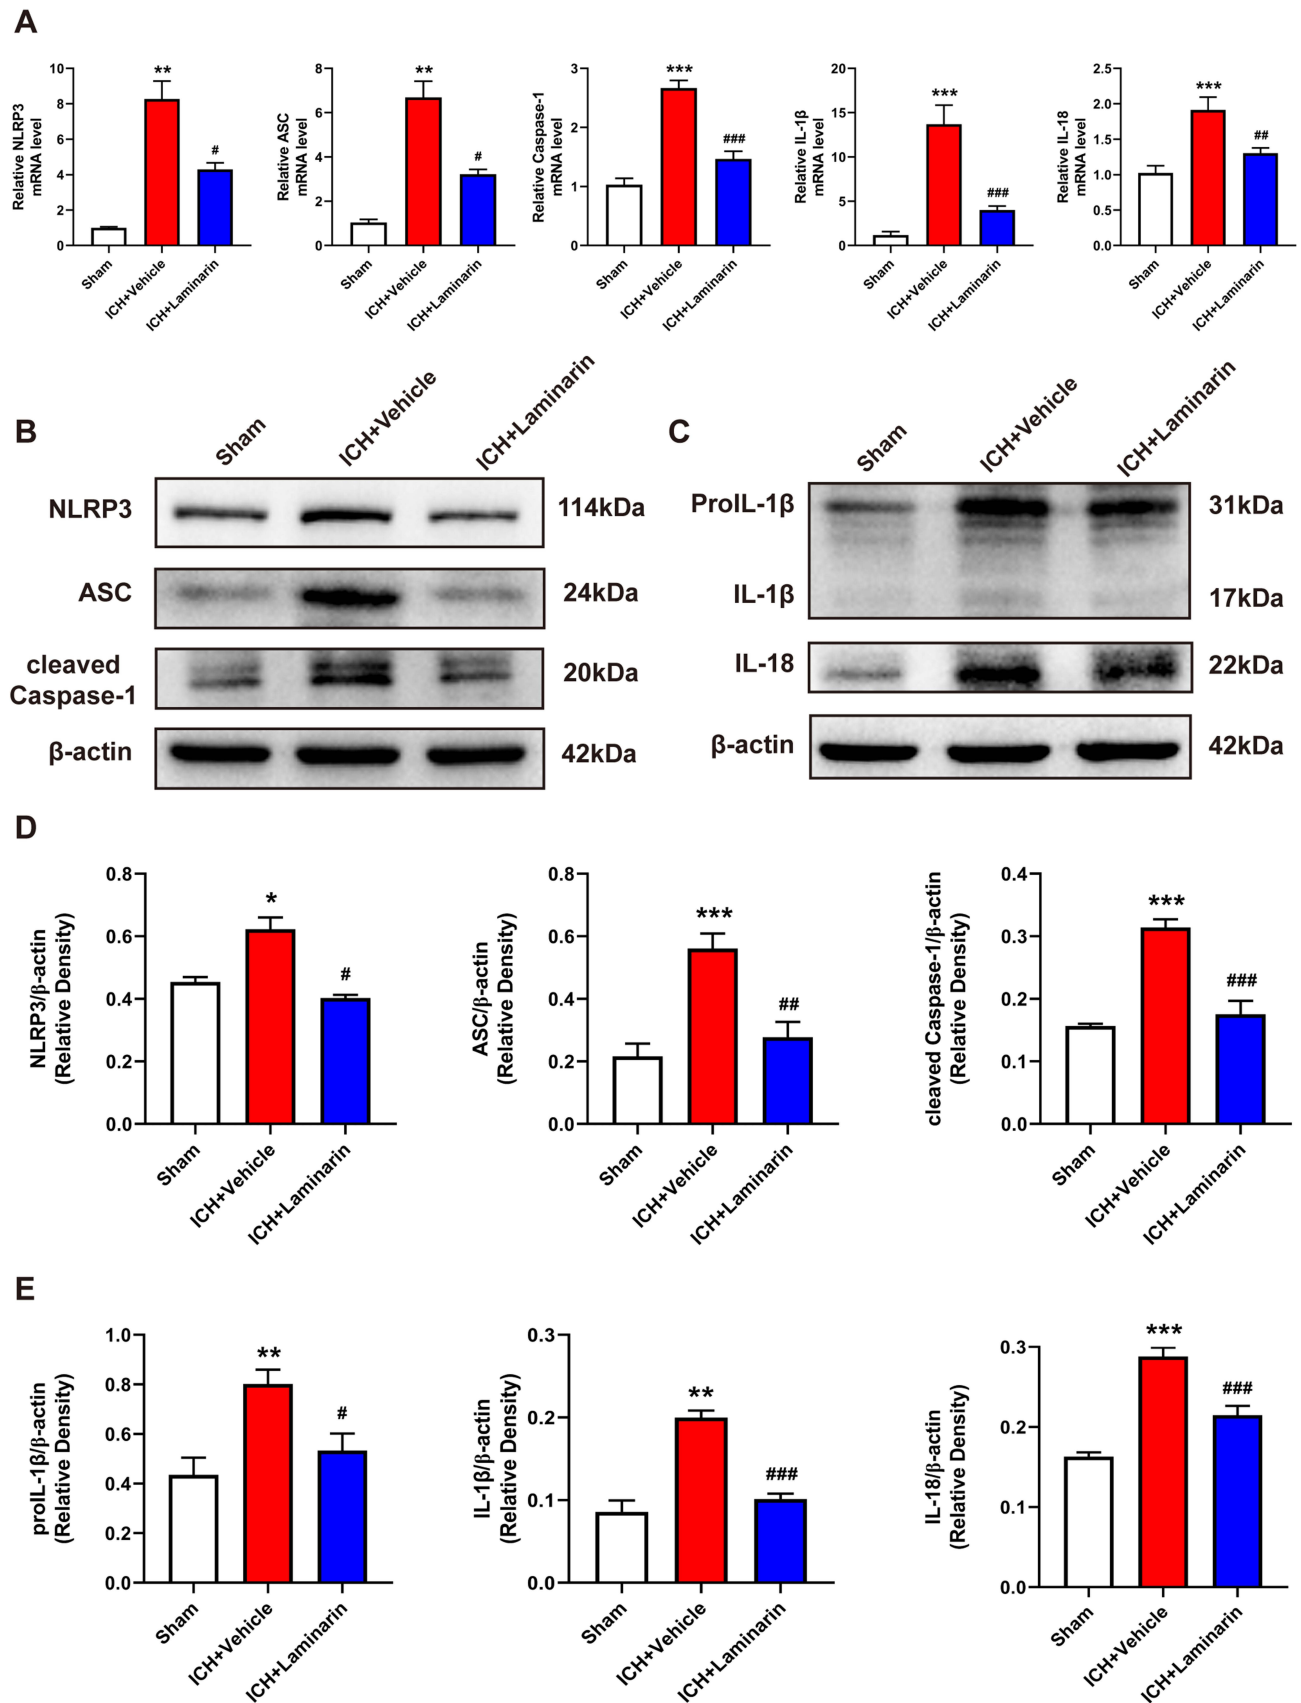 A
Relative NLRP3
mRNA level
10
8
6
4
2
0
**
#
Sham
ICH+Vehicle
ICH+Laminarin
Relative ASC
mRNA level
8
6
4
2
0
**
#
Sham
ICH+Vehicle
ICH+Laminarin
Relative Caspase-1
mRNA level
3
2
1
0
***
###
Sham
ICH+Vehicle
ICH+Laminarin
Relative IL-1β
mRNA level
20
15
10
5
0
***
###
Sham
ICH+Vehicle
ICH+Laminarin
Relative IL-18
mRNA level
2.5
2.0
1.5
1.0
0.5
0.0
***
##
Sham
ICH+Vehicle
ICH+Laminarin
B
Sham
ICH+Vehicle
ICH+Laminarin
NLRP3
114kDa
ASC
24kDa
cleaved
Caspase-1
20kDa
β-actin
42kDa
C
Sham
ICH+Vehicle
ICH+Laminarin
ProIL-1β
31kDa
IL-1β
17kDa
IL-18
22kDa
β-actin
42kDa
D
NLRP3/β-actin
(Relative Density)
0.8
0.6
0.4
0.2
0.0
*
#
Sham
ICH+Vehicle
ICH+Laminarin
ASC/β-actin
(Relative Density)
0.8
0.6
0.4
0.2
0.0
***
##
Sham
ICH+Vehicle
ICH+Laminarin
cleaved Caspase-1/β-actin
(Relative Density)
0.4
0.3
0.2
0.1
0.0
***
###
Sham
ICH+Vehicle
ICH+Laminarin
E
proIL-1β/β-actin
(Relative Density)
1.0
0.8
0.6
0.4
0.2
0.0
**
#
Sham
ICH+Vehicle
ICH+Laminarin
IL-1β/β-actin
(Relative Density)
0.3
0.2
0.1
0.0
**
###
Sham
ICH+Vehicle
ICH+Laminarin
IL-18/β-actin
(Relative Density)
0.3
0.2
0.1
0.0
***
###
Sham
ICH+Vehicle
ICH+Laminarin